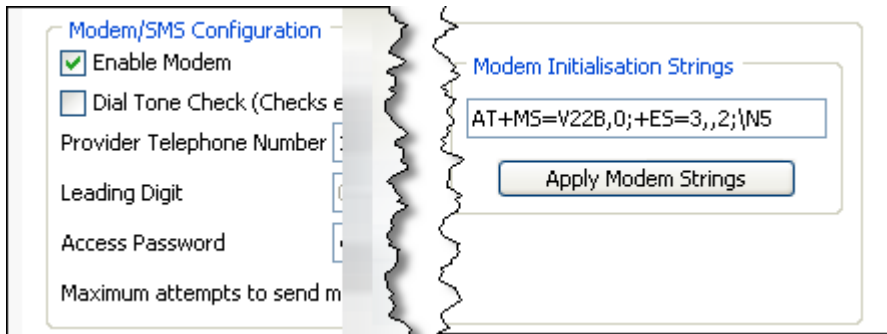 Modem/SMS Configuration
Enable Modem
Dial Tone Check (Checks
Provider Telephone Number
Leading Digit
Access Password
Maximum attempts to send
Modem Initialisation Strings
AT+MS=V22B,0;+ES=3,,2;\N5
Apply Modem Strings